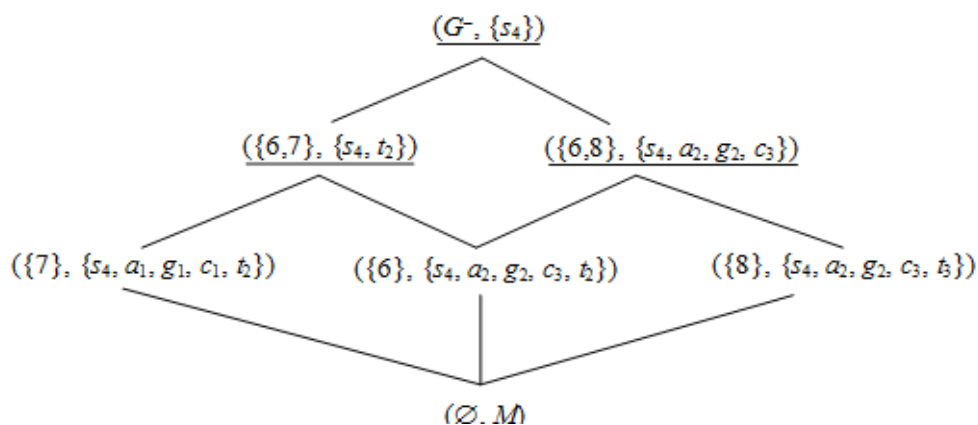 (G⁻, {s₄})
({6,7}, {s₄, t₂}) ({6,8}, {s₄, a₂, g₂, c₃})
({7}, {s₄, a₁, g₁, c₁, t₂}) ({6}, {s₄, a₂, g₂, c₃, t₂}) ({8}, {s₄, a₂, g₂, c₃, t₃})
(∅, M)